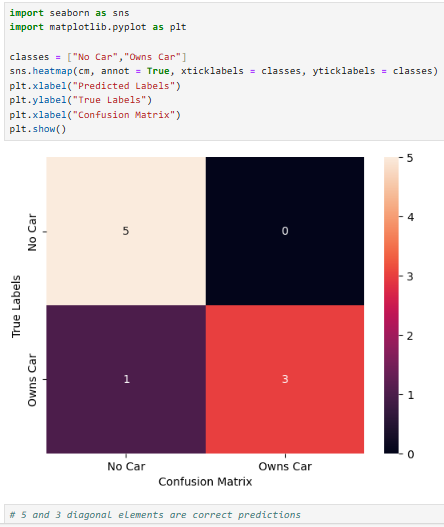 import seaborn as sns
import matplotlib.pyplot as plt
classes = ["No Car","Owns Car"]
sns.heatmap(cm, annot = True, xticklabels = classes, yticklabels = classes)
plt.xlabel("Predicted Labels")
plt.ylabel("True Labels")
plt.xlabel("Confusion Matrix")
plt.show()
5
4
3
2
1
0
True Labels
No Car
Owns Car
5
0
1
3
No Car
Owns Car
Confusion Matrix
# 5 and 3 diagonal elements are correct predictions